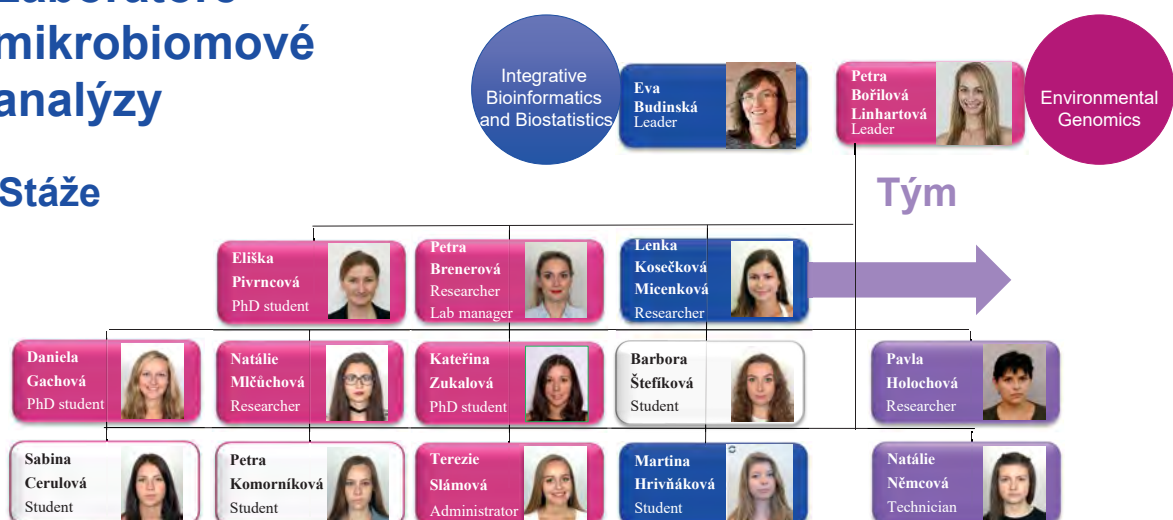 mikrobiomové
analýzy
Integrative
Bioinformatics
and Biostatistics
Eva
Budinská
Leader
Petra
Bořilová
Linhartová
Leader
Environmental
Genomics
Stáže
Tým
Eliška
Pivrncová
PhD student
Petra
Brenerová
Researcher
Lab manager
Lenka
Kosečková
Micenková
Researcher
Daniela
Gachová
PhD student
Natálie
Mlčůchová
Researcher
Kateřina
Zukalová
PhD student
Barbora
Štefíková
Student
Pavla
Holochová
Researcher
Sabina
Cerulová
Student
Petra
Komorníková
Student
Terezie
Slámová
Administrator
Martina
Hrivňáková
Student
Natálie
Němcová
Technician